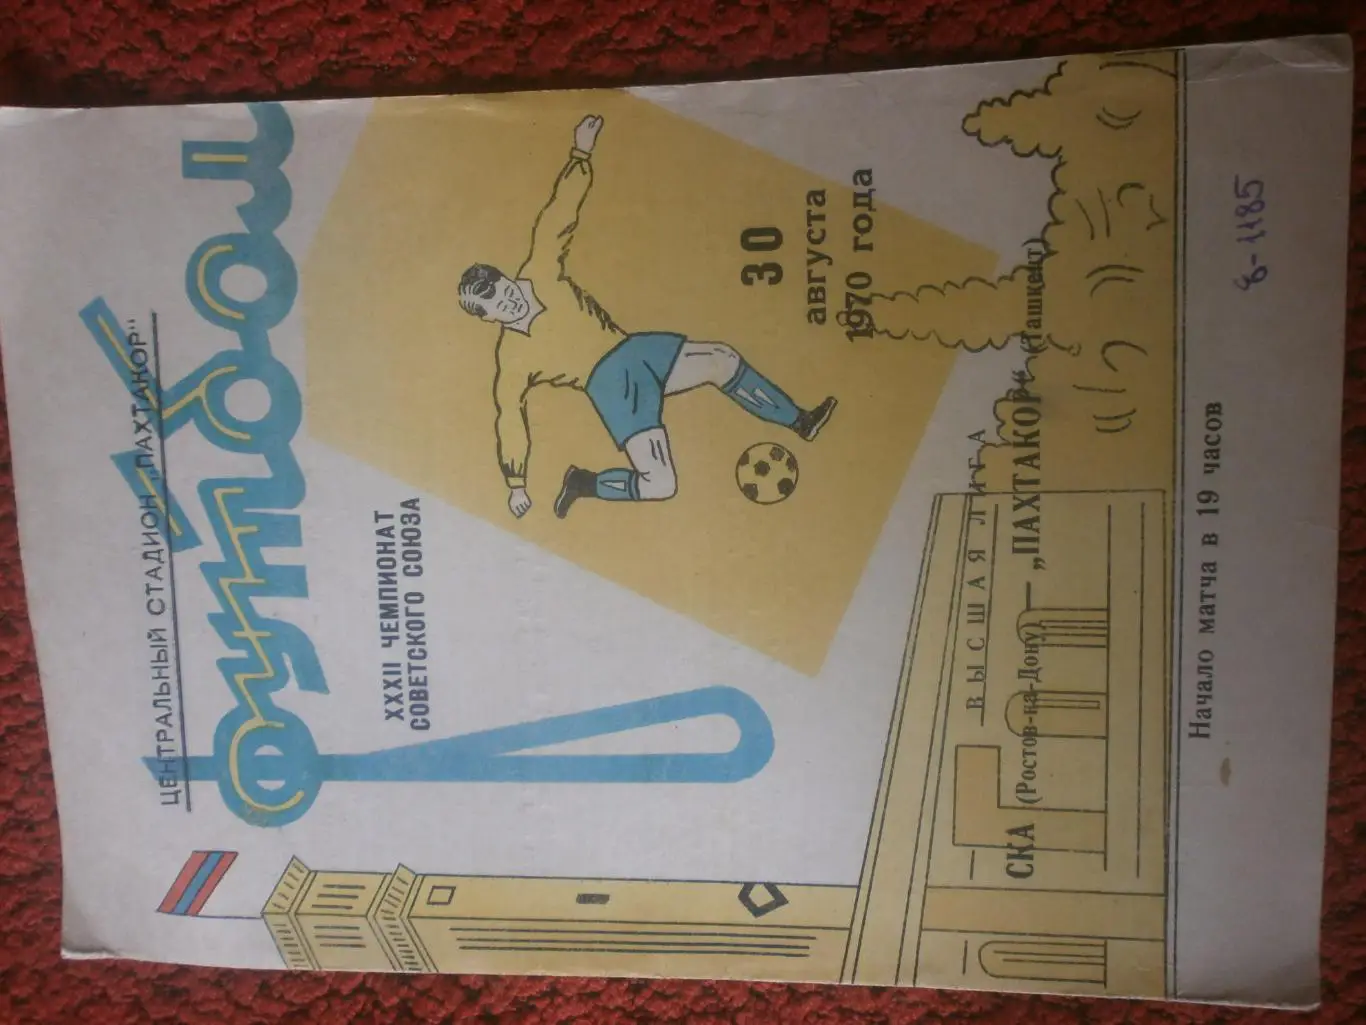 ЦЕНТРАЛЬНЫЙ СТАДИОН „ПАХТАКОР"
Футбол
XXXII ЧЕМПИОНАТ
СОВЕТСКОГО СОЮЗА
30
августа
1970 года
ВЫСШАЯ ЛИГА
СКА (Ростов-на-Дону) — „ПАХТАКОР“ (Ташкент)
Начало матча в 19 часов
8-1185